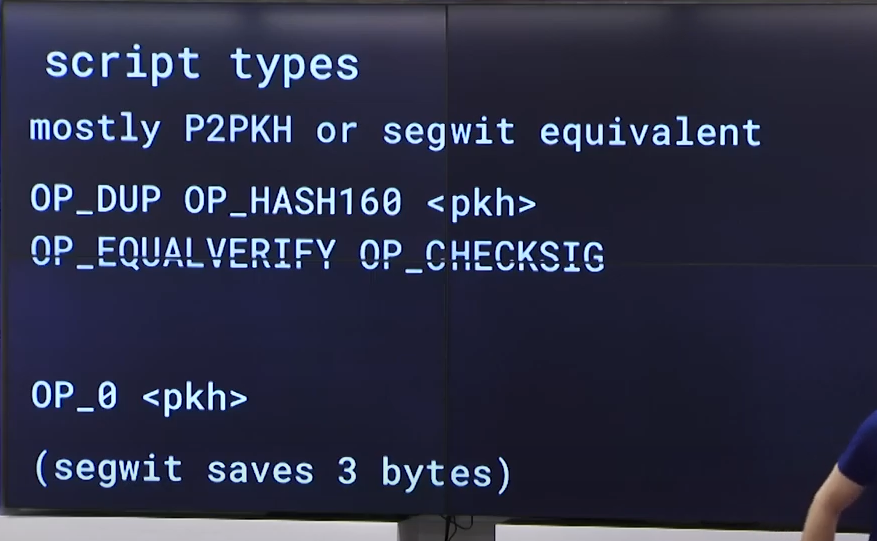 script types
mostly P2PKH or segwit equivalent
OP_DUP OP_HASH160 <pkh>
OP_EQUALVERIFY OP_CHECKSIG
OP_0 <pkh>
(segwit saves 3 bytes)